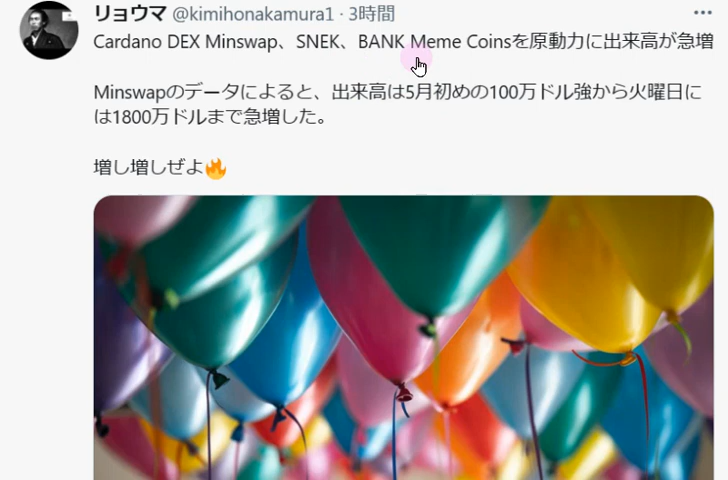 リョウマ @kimihonakamura1・3時間
Cardano DEX Minswap、SNEK、BANK Meme Coinsを原動力に出来高が急増
Minswapのデータによると、出来高は5月初めの100万ドル強から火曜日に
は1800万ドルまで急増した。
増し増しぜよ🔥